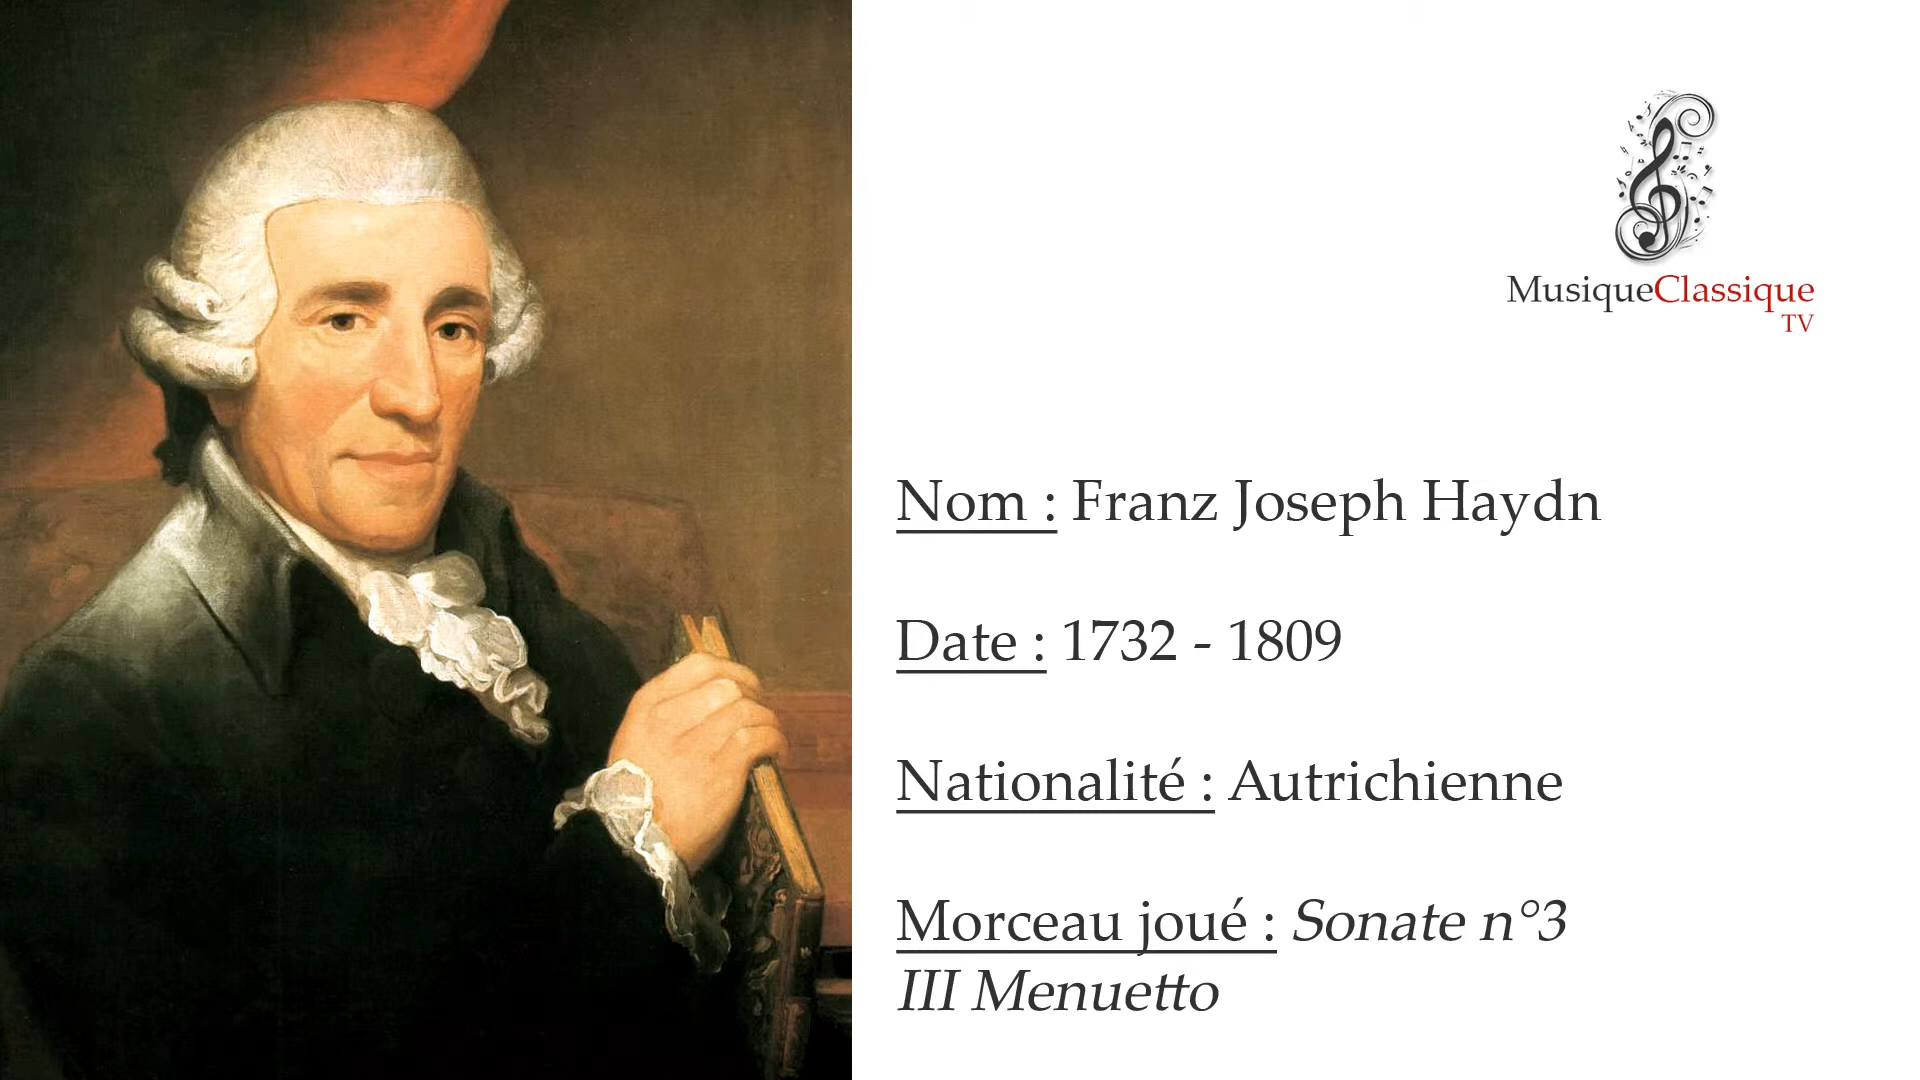 MusiqueClassique
TV
Nom : Franz Joseph Haydn
Date : 1732 - 1809
Nationalité : Autrichienne
Morceau joué : Sonate n°3
III Menuetto